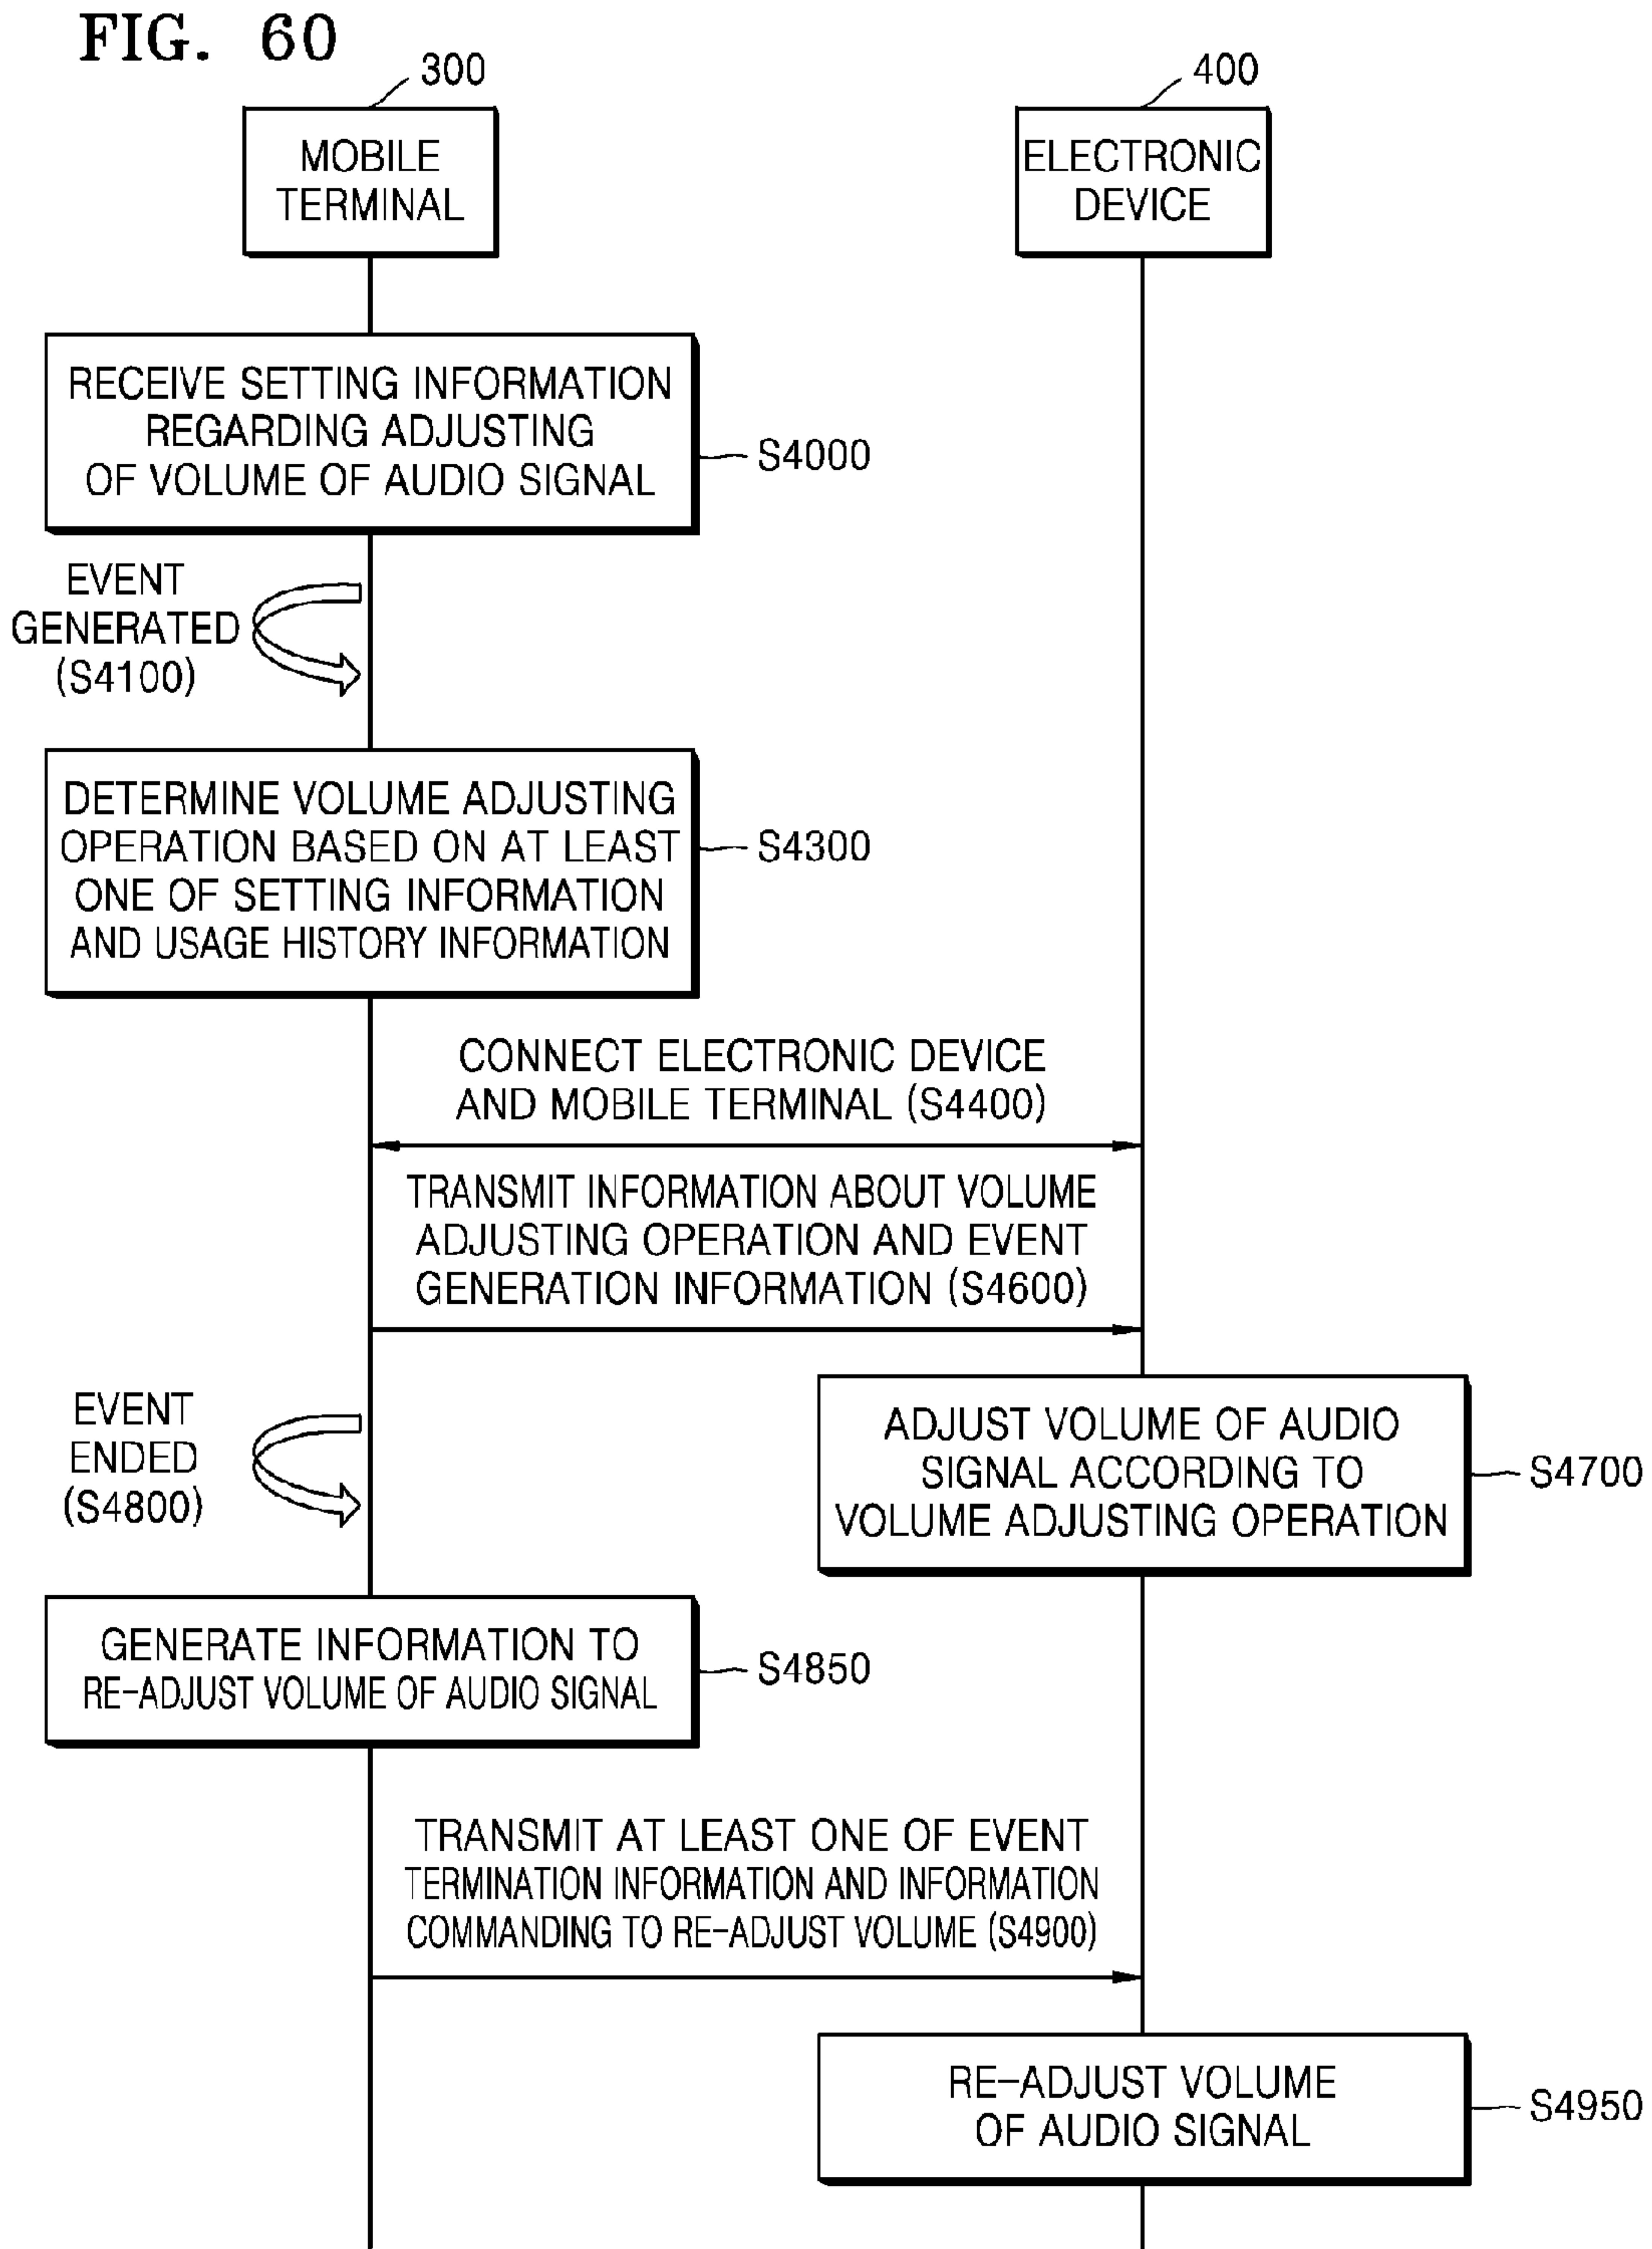 FIG. 60
300
400
MOBILE
TERMINAL
ELECTRONIC
DEVICE
RECEIVE SETTING INFORMATION
REGARDING ADJUSTING
OF VOLUME OF AUDIO SIGNAL
S4000
EVENT
GENERATED
(S4100)
DETERMINE VOLUME ADJUSTING
OPERATION BASED ON AT LEAST
ONE OF SETTING INFORMATION
AND USAGE HISTORY INFORMATION
S4300
CONNECT ELECTRONIC DEVICE
AND MOBILE TERMINAL (S4400)
TRANSMIT INFORMATION ABOUT VOLUME
ADJUSTING OPERATION AND EVENT
GENERATION INFORMATION (S4600)
EVENT
ENDED
(S4800)
ADJUST VOLUME OF AUDIO
SIGNAL ACCORDING TO
VOLUME ADJUSTING OPERATION
S4700
GENERATE INFORMATION TO
RE-ADJUST VOLUME OF AUDIO SIGNAL
S4850
TRANSMIT AT LEAST ONE OF EVENT
TERMINATION INFORMATION AND INFORMATION
COMMANDING TO RE-ADJUST VOLUME (S4900)
RE-ADJUST VOLUME
OF AUDIO SIGNAL
S4950